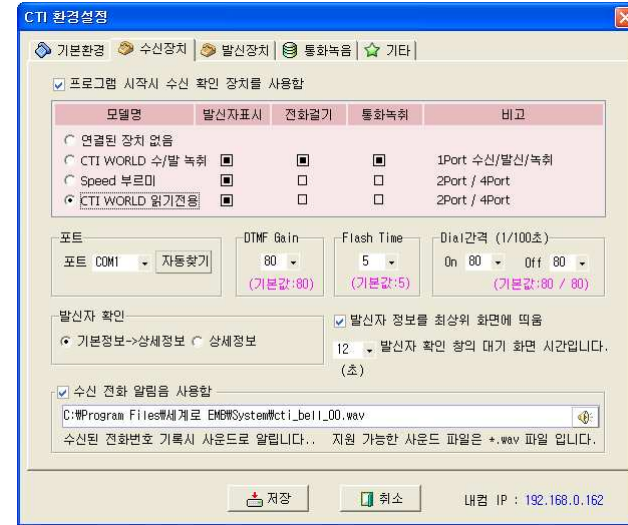 CTI 환경설정
기본환경 수신장치 발신장치 통화녹음 기타
프로그램 시작시 수신 확인 장치를 사용함
모델명 발신자표시 전화걸기 통화녹취 비고
연결된 장치 없음
CTI WORLD 수/발 녹취 1Port 수신/발신/녹취
Speed 부르미 2Port / 4Port
CTI WORLD 읽기전용 2Port / 4Port
포트 DTMF Gain Flash Time Dial간격 (1/100초)
포트 COM1 자동찾기 80 5 On 80 Off 80
(기본값:80) (기본값:5) (기본값:80 / 80)
발신자 확인
기본정보->상세정보 상세정보
발신자 정보를 최상위 화면에 띄움
12 발신자 확인 창의 대기 화면 시간입니다.
(초)
수신 전화 알림음 사용함
C:₩Program Files₩세계로 EMB₩System₩cti_bell_00.wav
수신된 전화번호 기록시 사운드로 알립니다.. 지원 가능한 사운드 파일은 *.wav 파일 입니다.
저장 취소 내컴 IP : 192.168.0.162